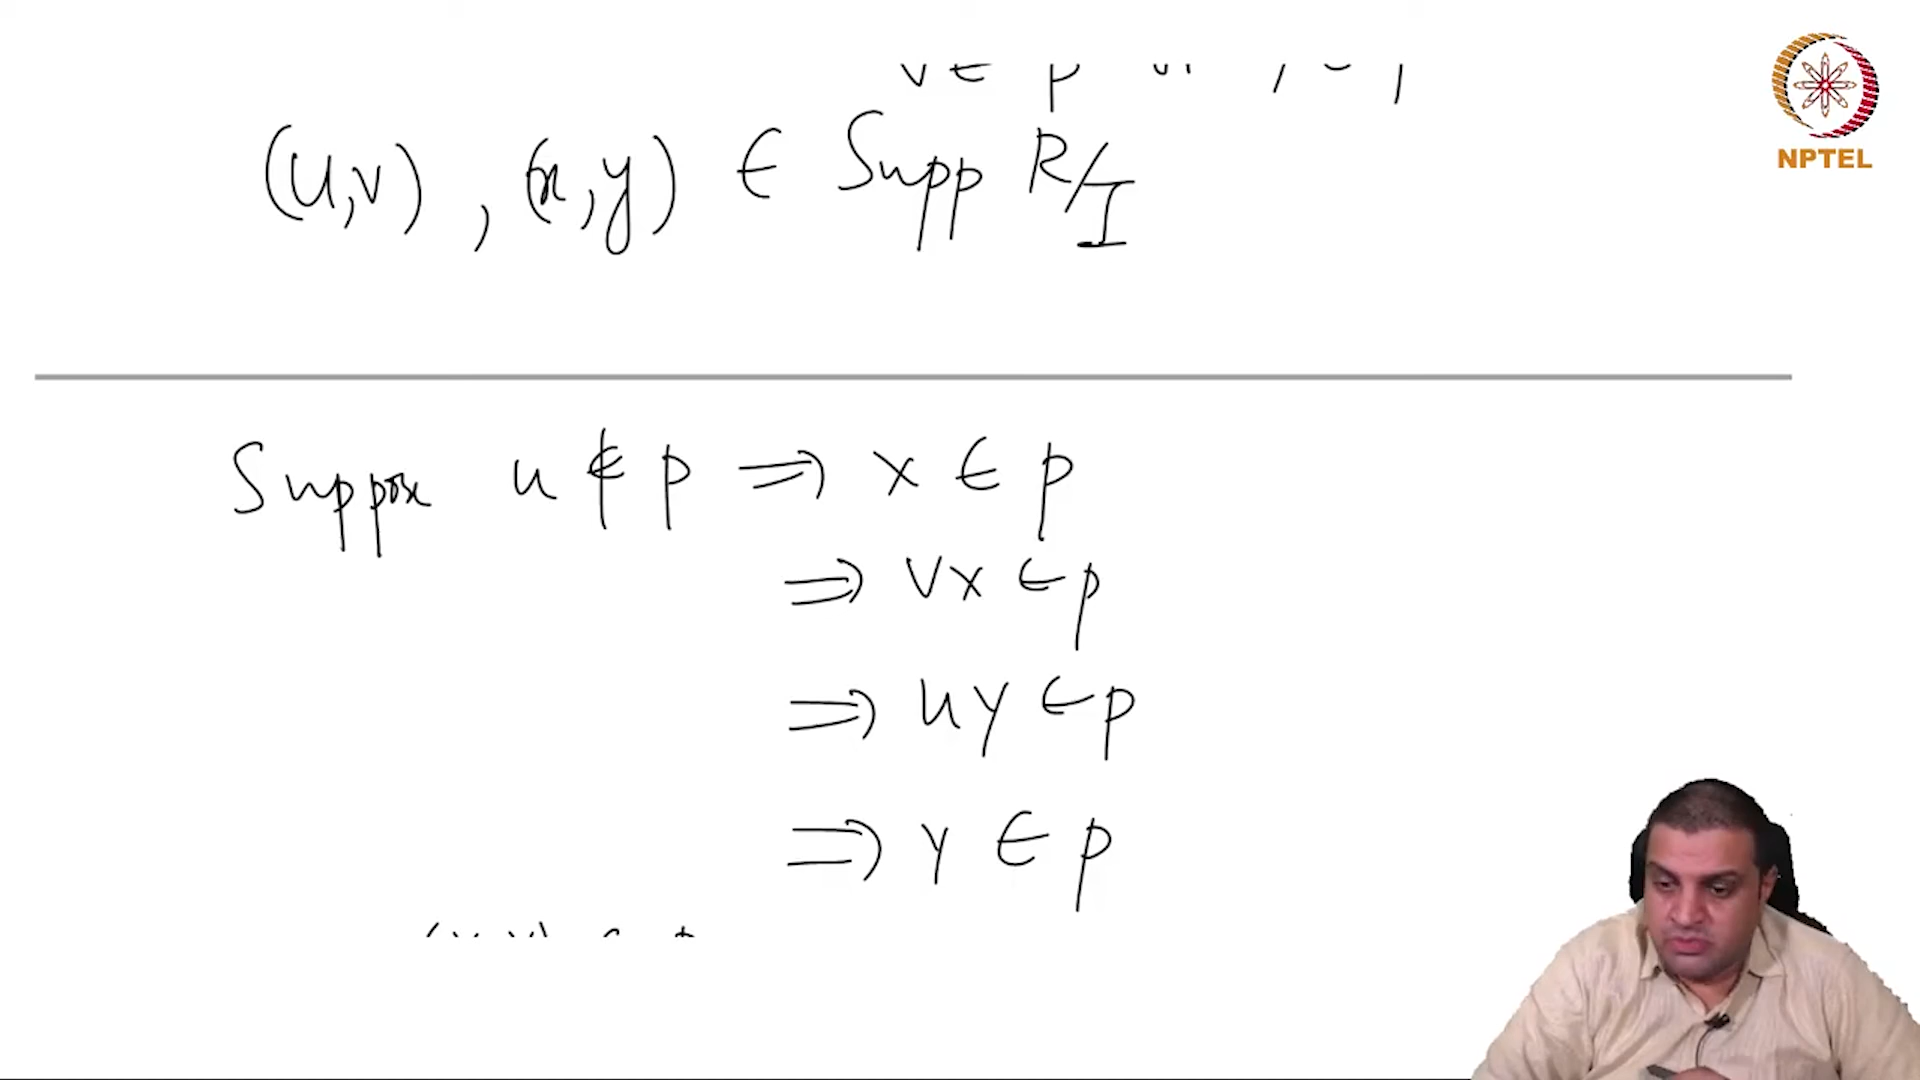 NPTEL
(u,v) , (x,y) ∈ Supp R/I
Suppose u ∉ p ⟹ x ∈ p
⟹ vx ∈ p
⟹ uy ∈ p
⟹ y ∈ p